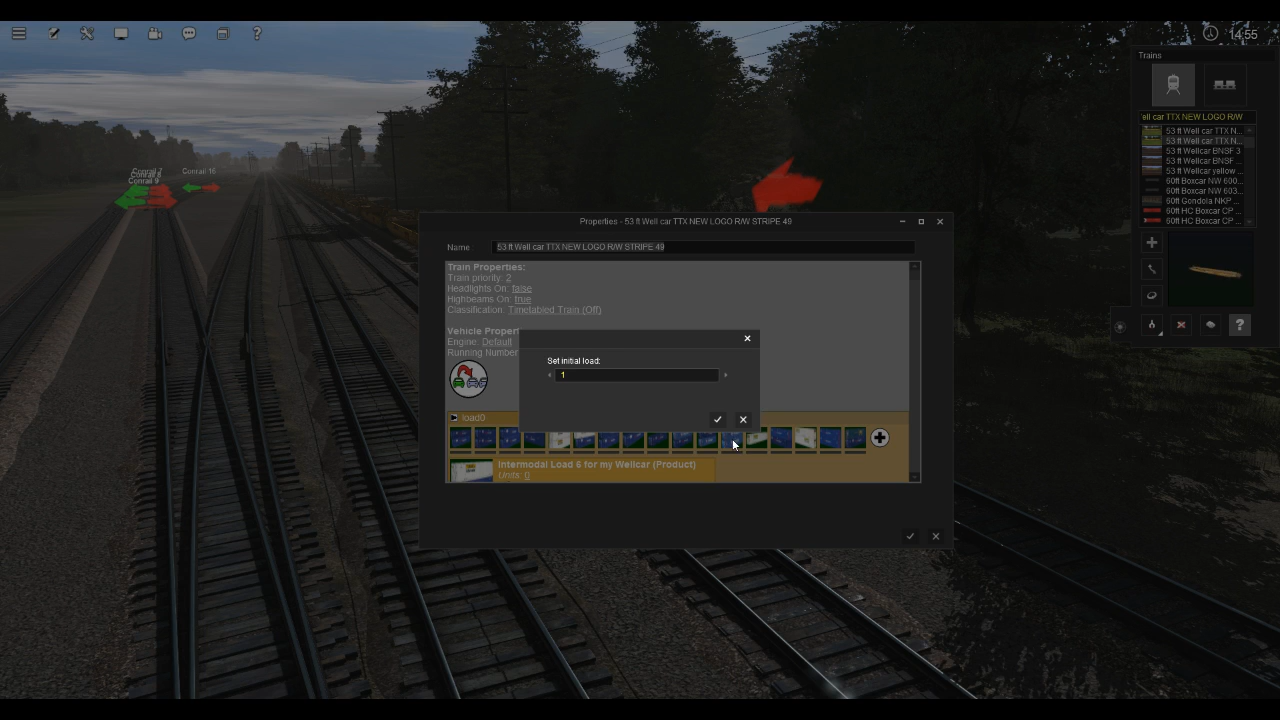 14:55
Trains
ell car TTX NEW LOGO R/W
53 ft Well car TTX N...
53 ft Well car TTX N...
53 ft Wellcar BNSF 3
53 ft Wellcar BNSF ...
53 ft Wellcar yellow ...
60ft Boxcar NW 600...
60ft Boxcar NW 603...
60ft Gondola NKP ...
60ft HC Boxcar CP ...
60ft HC Boxcar CP ...
Conrail 7
Conrail 9
Conrail 16
Properties - 53 ft Well car TTX NEW LOGO R/W STRIPE 49
Name
53 ft Well car TTX NEW LOGO R/W STRIPE 49
Train Properties:
Train priority: 2
Headlights On: false
Highbeams On: true
Classification: Timetabled Train (Off)
Vehicle Propert
Engine: Default
Running Number
Set initial load:
1
load0
Intermodal Load 6 for my Wellcar (Product)
Units: 0